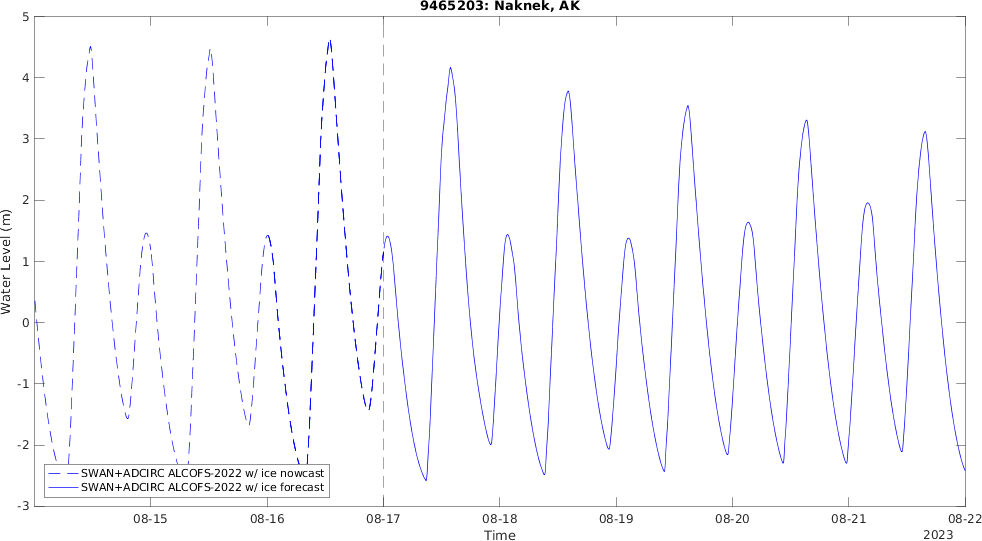 9465203: Naknek, AK
5
4
3
2
1
0
-1
-2
-3
Water Level (m)
SWAN+ADCIRC ALCOFS-2022 w/ ice nowcast
SWAN+ADCIRC ALCOFS-2022 w/ ice forecast
08-15 08-16 08-17 08-18 08-19 08-20 08-21 08-22
Time
2023